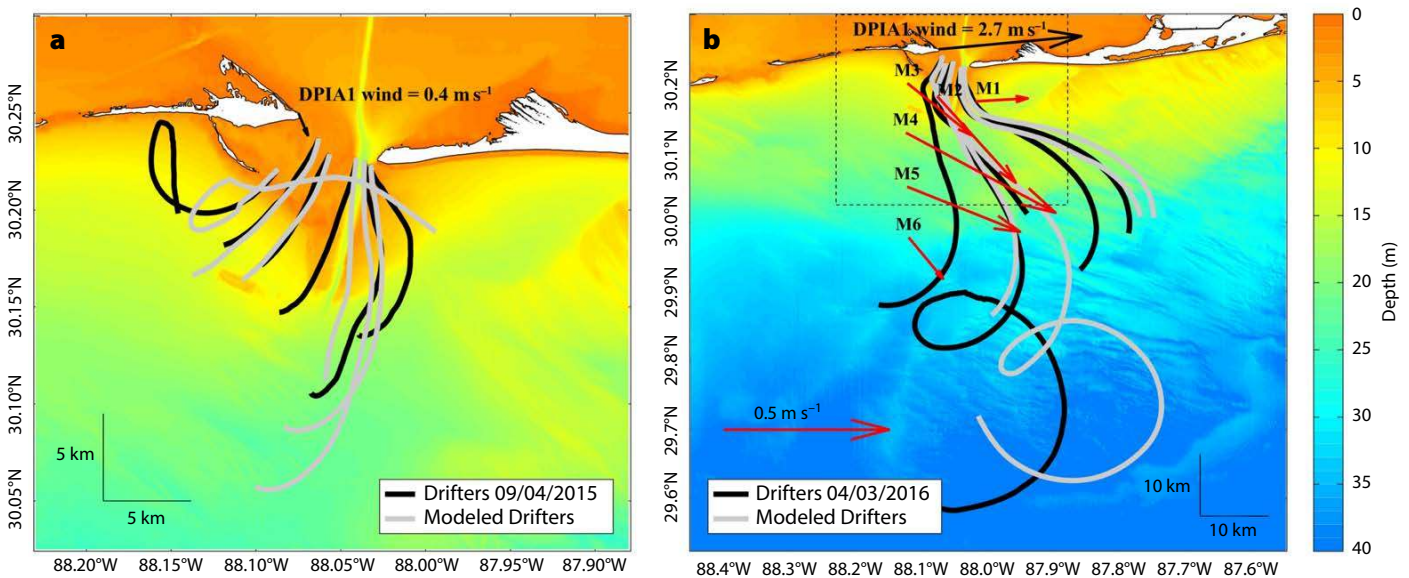 a
DPIA1 wind = 0.4 m s⁻¹
30.25°N
30.20°N
30.15°N
30.10°N
30.05°N
5 km
5 km
Drifters 09/04/2015
Modeled Drifters
88.20°W 88.15°W 88.10°W 88.05°W 88.00°W 87.95°W 87.90°W
b
DPIA1 wind = 2.7 m s⁻¹
M3
M2
M1
M4
M5
M6
30.2°N
30.1°N
30.0°N
29.9°N
29.8°N
29.7°N
29.6°N
0.5 m s⁻¹
10 km
10 km
Drifters 04/03/2016
Modeled Drifters
88.4°W 88.3°W 88.2°W 88.1°W 88.0°W 87.9°W 87.8°W 87.7°W 87.6°W
0
5
10
15
20
25
30
35
40
Depth (m)